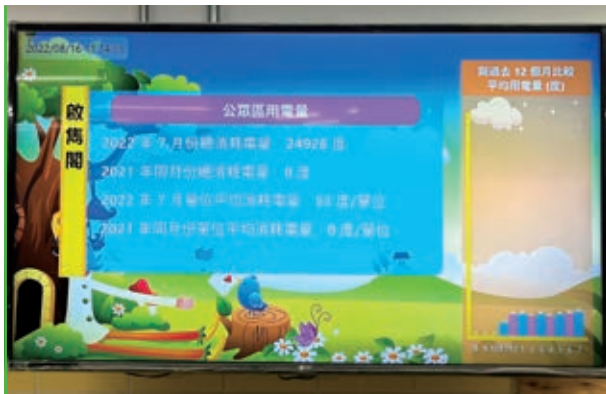 2022/08/16
啟雋閣
公眾區用電量
2022 年 7 月份總消耗電量 24928 度
2021 年同月份總消耗電量 0 度
2022 年 7 月單位平均消耗電量 度/單位
2021 年同月份單位平均消耗電量 0 度/單位
與過去 12 個月比較
平均用電量 (度)